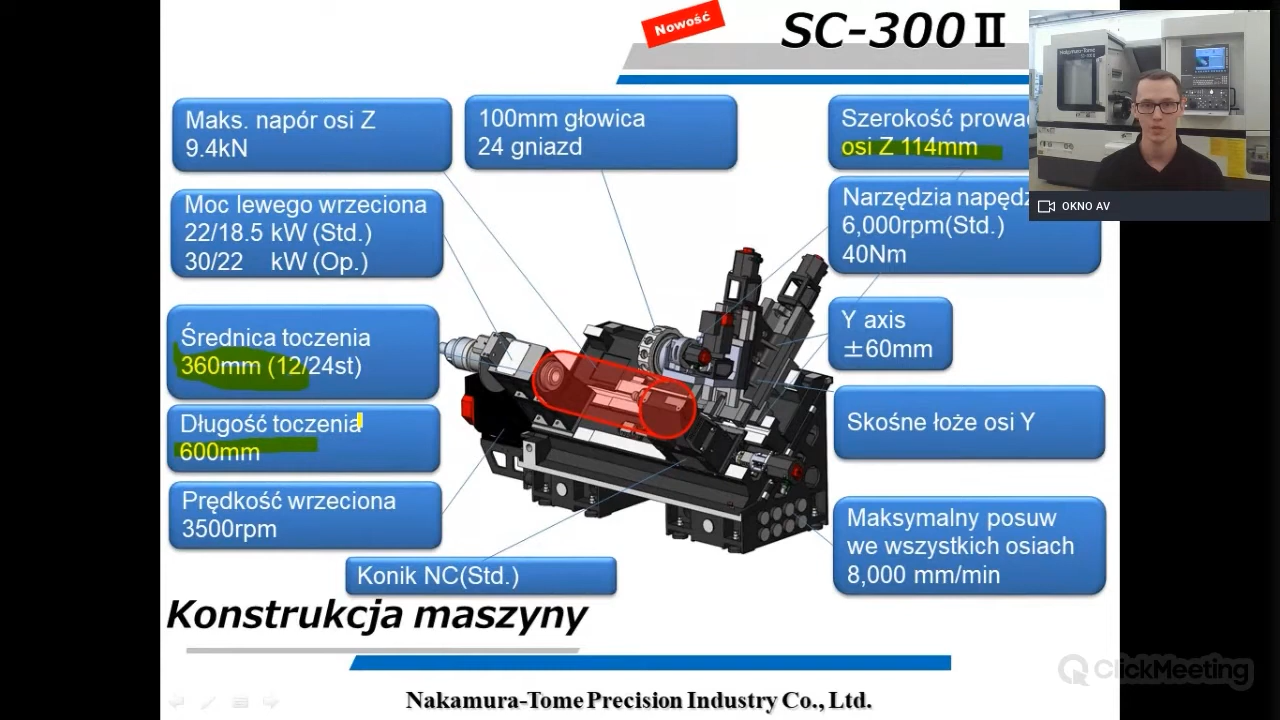 Nowość
SC-300Ⅱ
Maks. napór osi Z
9.4kN
100mm głowica
24 gniazd
Szerokość prowa
osi Z 114mm
Moc lewego wrzeciona
22/18.5 kW (Std.)
30/22 kW (Op.)
Narzędzia napędz
6,000rpm(Std.)
40Nm
OKNO AV
Średnica toczenia
360mm (12/24st)
Y axis
±60mm
Długość toczenia
600mm
Skośne łoże osi Y
Prędkość wrzeciona
3500rpm
Maksymalny posuw
we wszystkich osiach
8,000 mm/min
Konik NC(Std.)
Konstrukcja maszyny
Nakamura-Tome Precision Industry Co., Ltd.
ClickMeeting